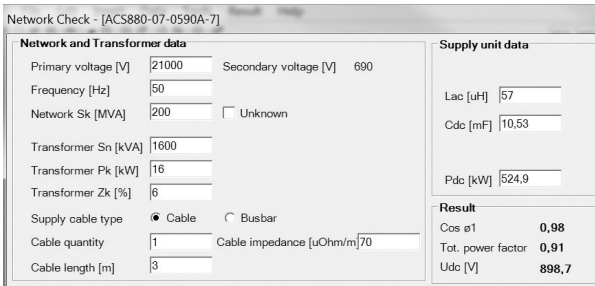 Network Check - [ACS880-07-0590A-7]
Network and Transformer data
Primary voltage [V] 21000 Secondary voltage [V] 690
Frequency [Hz] 50
Network Sk [MVA] 200 Unknown
Transformer Sn [kVA] 1600
Transformer Pk [kW] 16
Transformer Zk [%] 6
Supply cable type Cable Busbar
Cable quantity 1 Cable impedance [uOhm/m] 70
Cable length [m] 3
Supply unit data
Lac [uH] 57
Cdc [mF] 10,53
Pdc [kW] 524,9
Result
Cos ø1 0,98
Tot. power factor 0,91
Udc [V] 898,7